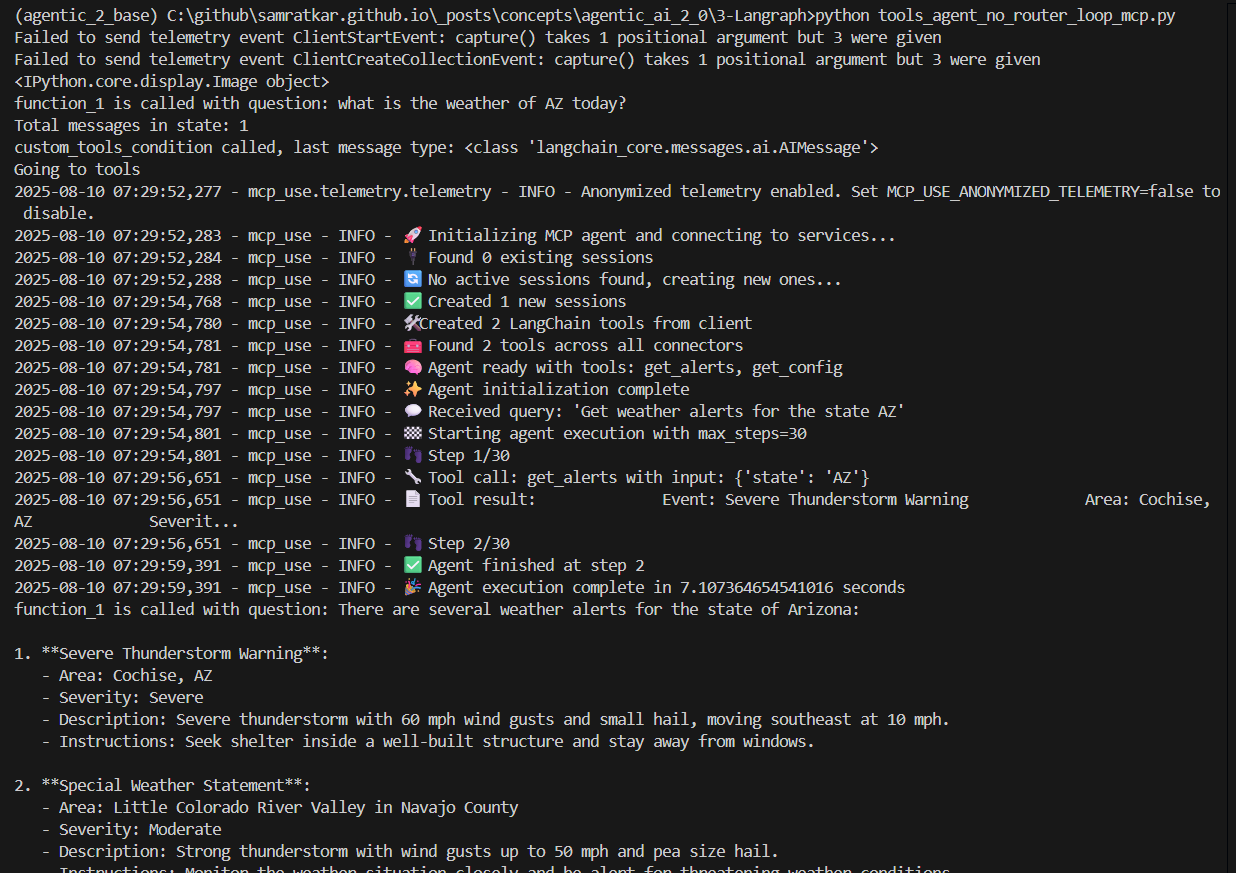 (agentic_2_base) C:\github\samratkar.github.io\_posts\concepts\agentic_ai_2_0\3-Langraph>python tools_agent_no_router_loop_mcp.py
Failed to send telemetry event ClientStartEvent: capture() takes 1 positional argument but 3 were given
Failed to send telemetry event ClientCreateCollectionEvent: capture() takes 1 positional argument but 3 were given
<IPython.core.display.Image object>
function_1 is called with question: what is the weather of AZ today?
Total messages in state: 1
custom_tools_condition called, last message type: <class 'langchain_core.messages.ai.AIMessage'>
Going to tools
2025-08-10 07:29:52,277 - mcp_use.telemetry.telemetry - INFO - Anonymized telemetry enabled. Set MCP_USE_ANONYMIZED_TELEMETRY=false to
disable.
2025-08-10 07:29:52,283 - mcp_use - INFO - 🚀 Initializing MCP agent and connecting to services...
2025-08-10 07:29:52,284 - mcp_use - INFO - 🔌 Found 0 existing sessions
2025-08-10 07:29:52,288 - mcp_use - INFO - 🔄 No active sessions found, creating new ones...
2025-08-10 07:29:54,768 - mcp_use - INFO - ✅ Created 1 new sessions
2025-08-10 07:29:54,780 - mcp_use - INFO - 🛠️Created 2 LangChain tools from client
2025-08-10 07:29:54,781 - mcp_use - INFO - 🧰 Found 2 tools across all connectors
2025-08-10 07:29:54,781 - mcp_use - INFO - 🧠 Agent ready with tools: get_alerts, get_config
2025-08-10 07:29:54,797 - mcp_use - INFO - ✨ Agent initialization complete
2025-08-10 07:29:54,797 - mcp_use - INFO - 💬 Received query: 'Get weather alerts for the state AZ'
2025-08-10 07:29:54,801 - mcp_use - INFO - 🏁 Starting agent execution with max_steps=30
2025-08-10 07:29:54,801 - mcp_use - INFO - 👣 Step 1/30
2025-08-10 07:29:56,651 - mcp_use - INFO - 🔧 Tool call: get_alerts with input: {'state': 'AZ'}
2025-08-10 07:29:56,651 - mcp_use - INFO - 📄 Tool result: Event: Severe Thunderstorm Warning Area: Cochise,
AZ Severit...
2025-08-10 07:29:56,651 - mcp_use - INFO - 👣 Step 2/30
2025-08-10 07:29:59,391 - mcp_use - INFO - ✅ Agent finished at step 2
2025-08-10 07:29:59,391 - mcp_use - INFO - 🎉 Agent execution complete in 7.107364654541016 seconds
function_1 is called with question: There are several weather alerts for the state of Arizona:
1. **Severe Thunderstorm Warning**:
- Area: Cochise, AZ
- Severity: Severe
- Description: Severe thunderstorm with 60 mph wind gusts and small hail, moving southeast at 10 mph.
- Instructions: Seek shelter inside a well-built structure and stay away from windows.
2. **Special Weather Statement**:
- Area: Little Colorado River Valley in Navajo County
- Severity: Moderate
- Description: Strong thunderstorm with wind gusts up to 50 mph and pea size hail.
- Instructions: Monitor the weather situation closely and be alert for threatening weather conditions.